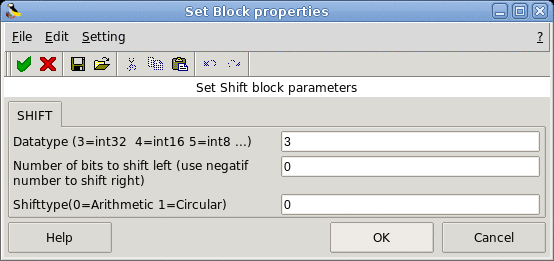 Set Block properties
File Edit Setting ?
Set Shift block parameters
SHIFT
Datatype (3=int32 4=int16 5=int8 ...) 3
Number of bits to shift left (use negatif 0
number to shift right)
Shifttype(0=Arithmetic 1=Circular) 0
Help OK Cancel